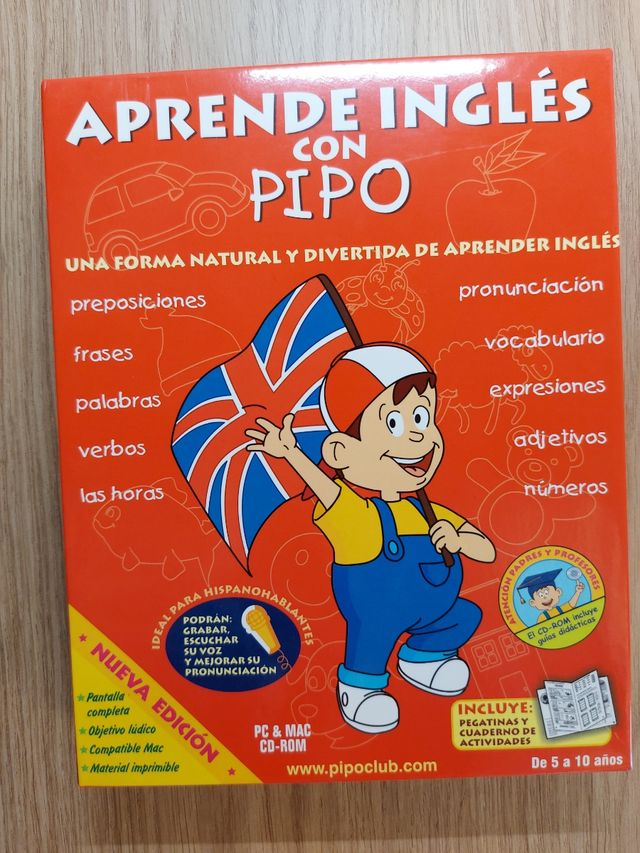 APRENDE INGLÉS
CON
PIPO
UNA FORMA NATURAL Y DIVERTIDA DE APRENDER INGLÉS
preposiciones
frases
palabras
verbos
las horas
pronunciación
vocabulario
expresiones
adjetivos
números
ATENCIÓN PADRES Y PROFESORES
El CD-ROM incluye
guías didácticas
IDEAL PARA HISPANOHABLANTES
PODRÁN:
GRABAR,
ESCUCHAR
SU VOZ
Y MEJORAR SU
PRONUNCIACIÓN
NUEVA EDICIÓN
Pantalla
completa
Objetivo lúdico
Compatible Mac
Material imprimible
PC & MAC
CD-ROM
INCLUYE:
PEGATINAS Y
CUADERNO DE
ACTIVIDADES
www.pipoclub.com
De 5 a 10 años